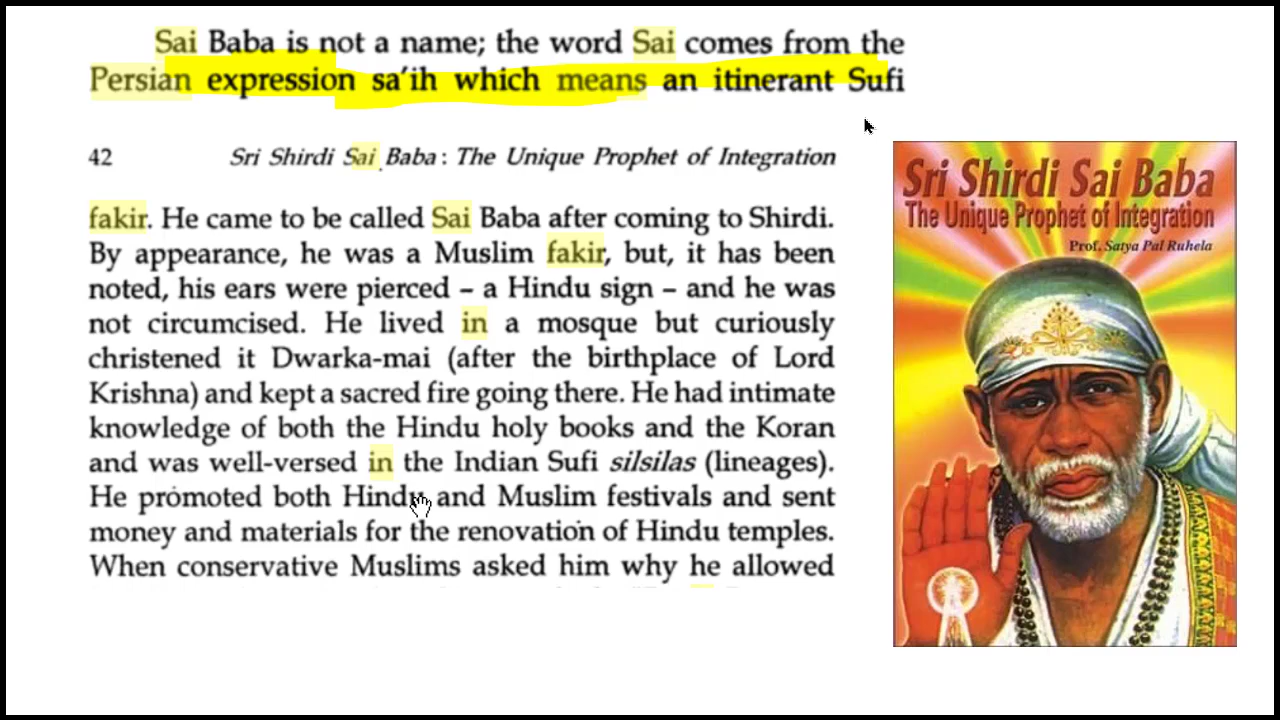 Sai Baba is not a name; the word Sai comes from the
Persian expression sa'ih which means an itinerant Sufi
42 Sri Shirdi Sai Baba : The Unique Prophet of Integration
fakir. He came to be called Sai Baba after coming to Shirdi.
By appearance, he was a Muslim fakir, but, it has been
noted, his ears were pierced – a Hindu sign – and he was
not circumcised. He lived in a mosque but curiously
christened it Dwarka-mai (after the birthplace of Lord
Krishna) and kept a sacred fire going there. He had intimate
knowledge of both the Hindu holy books and the Koran
and was well-versed in the Indian Sufi silsilas (lineages).
He promoted both Hindu and Muslim festivals and sent
money and materials for the renovation of Hindu temples.
When conservative Muslims asked him why he allowed
Sri Shirdi Sai Baba
The Unique Prophet of Integration
Prof. Satya Pal Ruhela